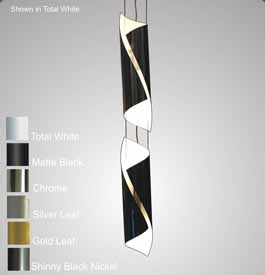 Shown in Total White
Total White
Matte Black
Chrome
Silver Leaf
Gold Leaf
Shinny Black Nickel